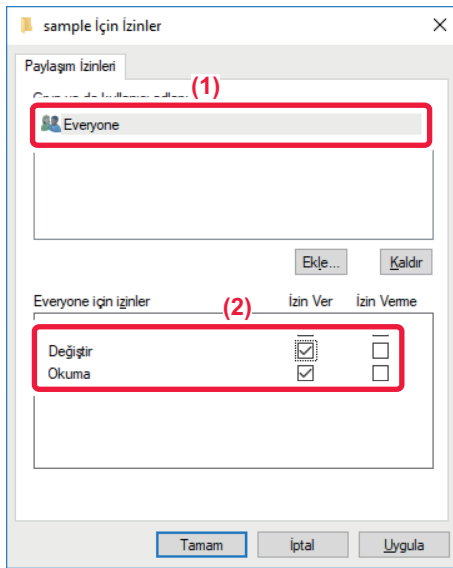 sample İçin İzinler
Paylaşım İzinleri
(1)
Everyone
Ekle... Kaldır
Everyone için izinler (2) İzin Ver İzin Verme
Değiştir
Okuma
Tamam İptal Uygula